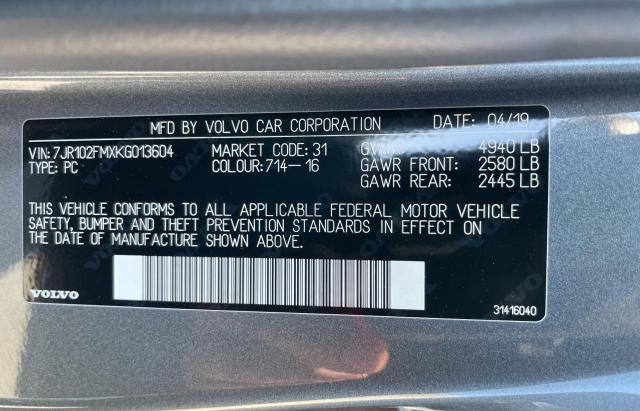 MFD BY VOLVO CAR CORPORATION DATE: 04/19
VIN: 7JR102FMXKG013604 MARKET CODE: 31 GVWR: 4940 LB
TYPE: PC COLOUR: 714-16 GAWR FRONT: 2580 LB
GAWR REAR: 2445 LB
THIS VEHICLE CONFORMS TO ALL APPLICABLE FEDERAL MOTOR VEHICLE
SAFETY, BUMPER AND THEFT PREVENTION STANDARDS IN EFFECT ON
THE DATE OF MANUFACTURE SHOWN ABOVE.
VOLVO 31416040